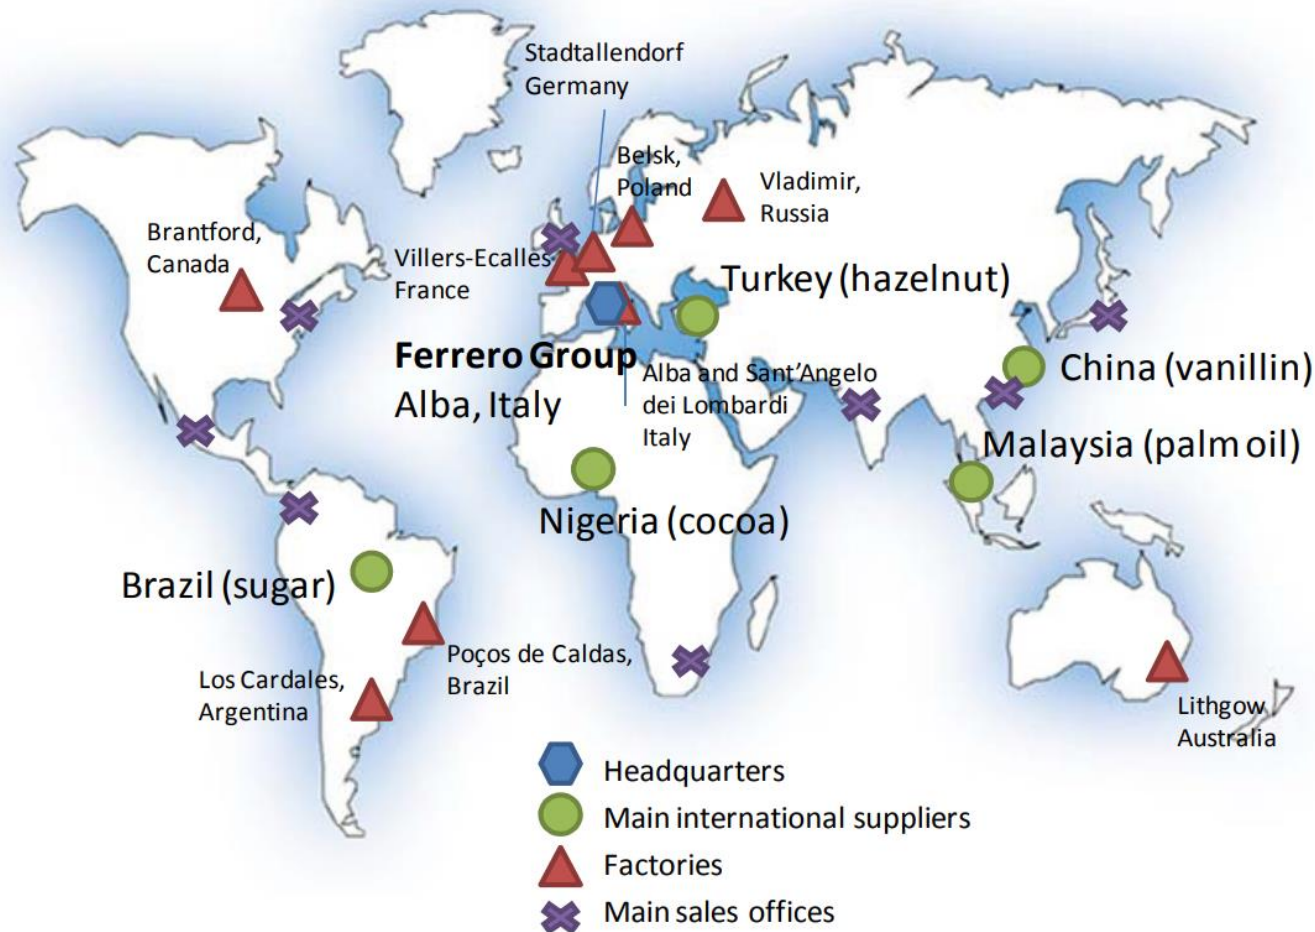 Stadtallendorf
Germany
Belsk,
Poland
Vladimir,
Russia
Brantford,
Canada
Villers-Ecalles
France
Turkey (hazelnut)
Ferrero Group
Alba, Italy
Alba and Sant'Angelo
dei Lombardi
Italy
China (vanillin)
Malaysia (palm oil)
Nigeria (cocoa)
Brazil (sugar)
Poços de Caldas,
Brazil
Los Cardales,
Argentina
Lithgow
Australia
Headquarters
Main international suppliers
Factories
Main sales offices